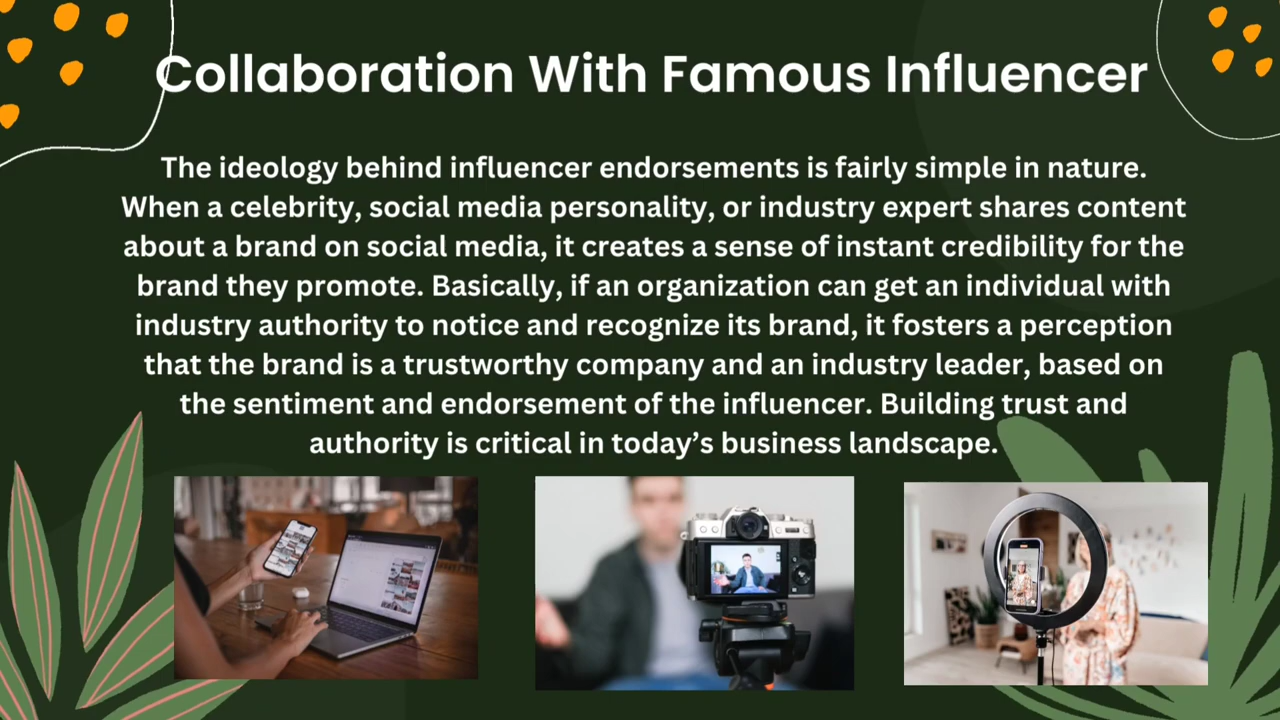 Collaboration With Famous Influencer
The ideology behind influencer endorsements is fairly simple in nature.
When a celebrity, social media personality, or industry expert shares content
about a brand on social media, it creates a sense of instant credibility for the
brand they promote. Basically, if an organization can get an individual with
industry authority to notice and recognize its brand, it fosters a perception
that the brand is a trustworthy company and an industry leader, based on
the sentiment and endorsement of the influencer. Building trust and
authority is critical in today’s business landscape.